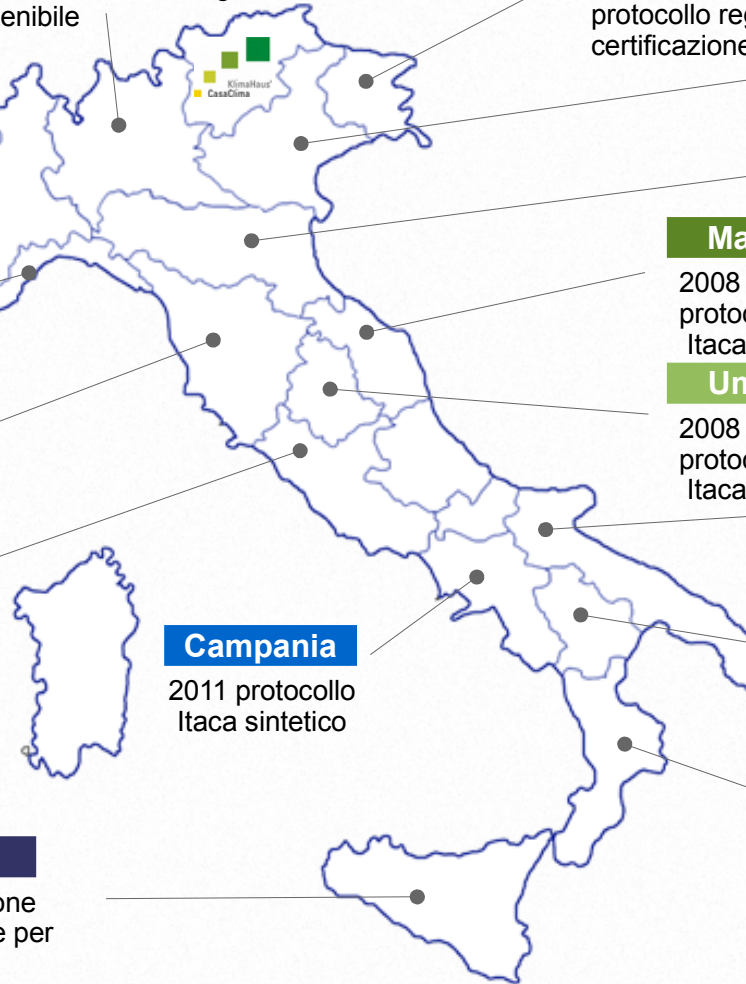 enibile
protocollo reg
certificazione
KlimaHaus
CasaClima
Ma
2008
protoc
Itaca
Un
2008
protoc
Itaca
Campania
2011 protocollo
Itaca sintetico
one
e per